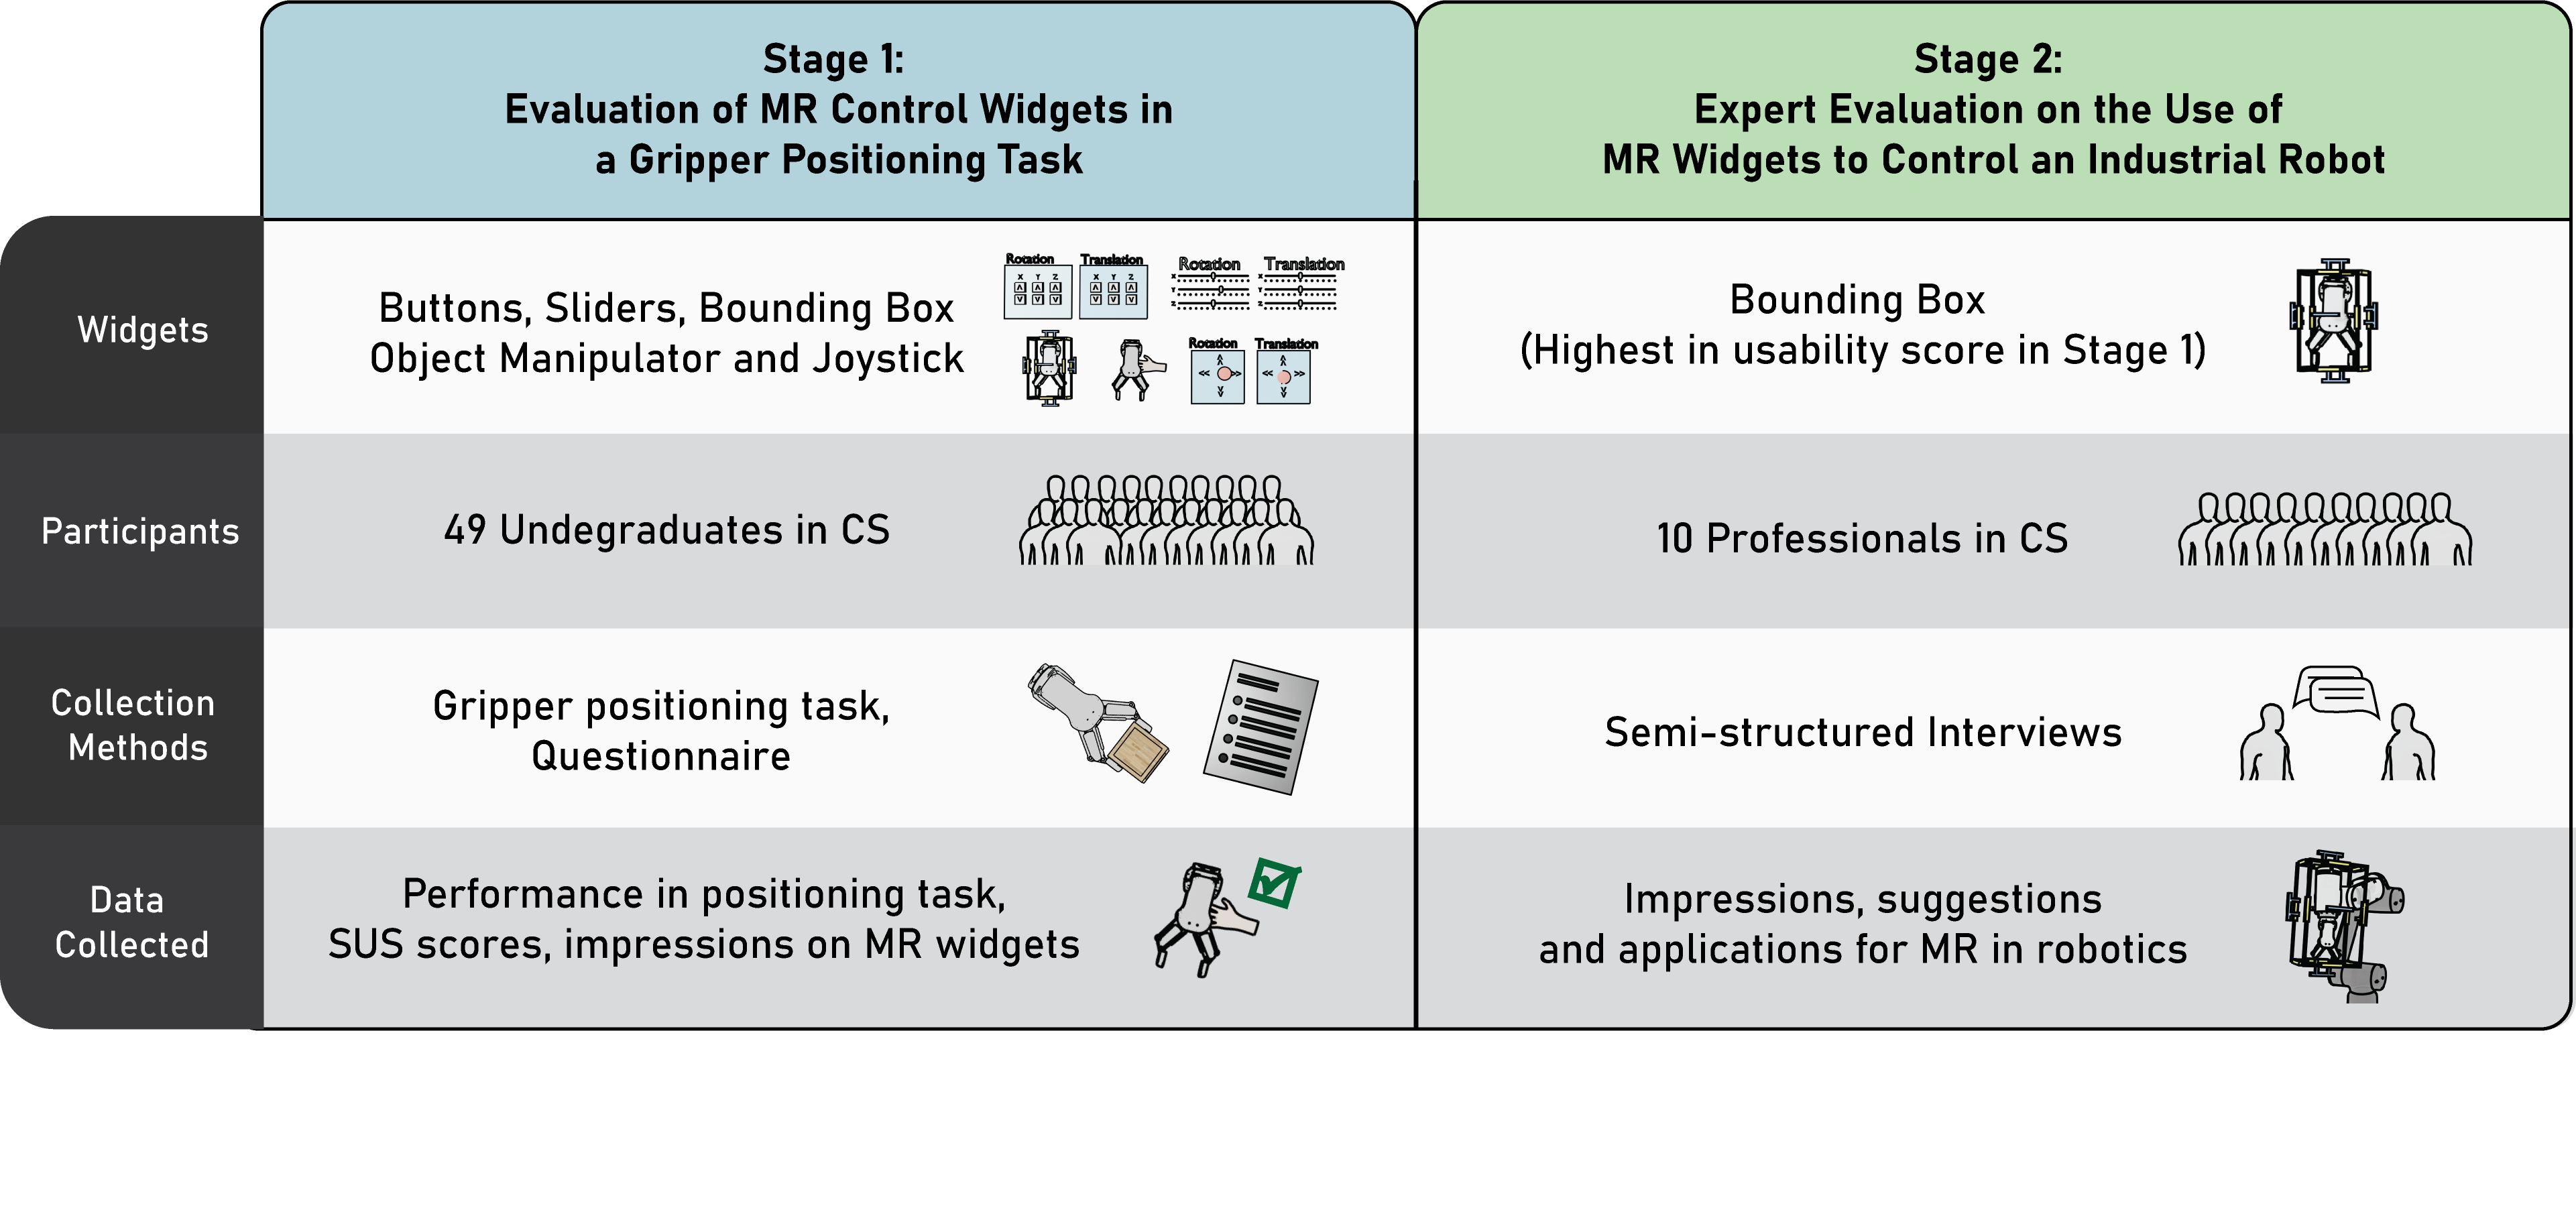 Stage 1:
Evaluation of MR Control Widgets in
a Gripper Positioning Task
Stage 2:
Expert Evaluation on the Use of
MR Widgets to Control an Industrial Robot
Widgets
Buttons, Sliders, Bounding Box
Object Manipulator and Joystick
Rotation
X Y Z
Translation
X Y Z
Rotation
X
Y
Z
Translation
X
Y
Z
Rotation
Translation
Bounding Box
(Highest in usability score in Stage 1)
Participants
49 Undegraduates in CS
10 Professionals in CS
Collection
Methods
Gripper positioning task,
Questionnaire
Semi-structured Interviews
Data
Collected
Performance in positioning task,
SUS scores, impressions on MR widgets
Impressions, suggestions
and applications for MR in robotics